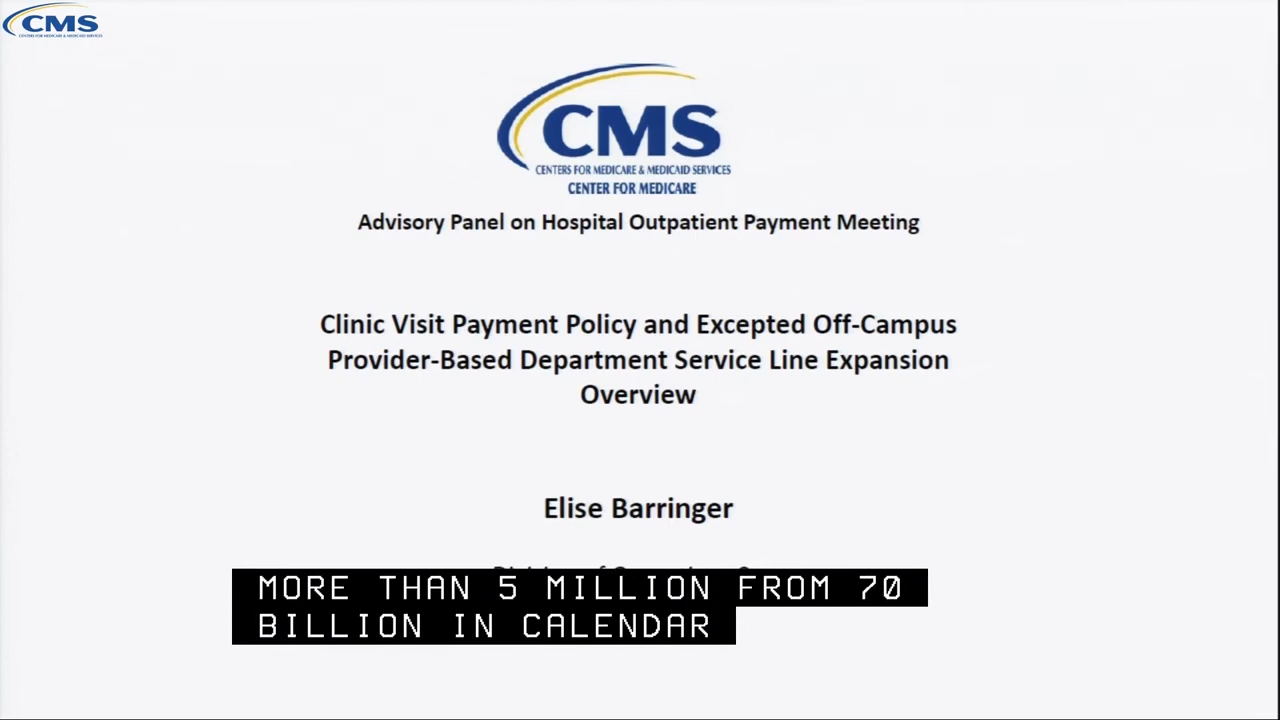 CMS
CENTERS FOR MEDICARE & MEDICAID SERVICES
CMS
CENTERS FOR MEDICARE & MEDICAID SERVICES
CENTER FOR MEDICARE
Advisory Panel on Hospital Outpatient Payment Meeting
Clinic Visit Payment Policy and Excepted Off-Campus
Provider-Based Department Service Line Expansion
Overview
Elise Barringer
MORE THAN 5 MILLION FROM 70
BILLION IN CALENDAR